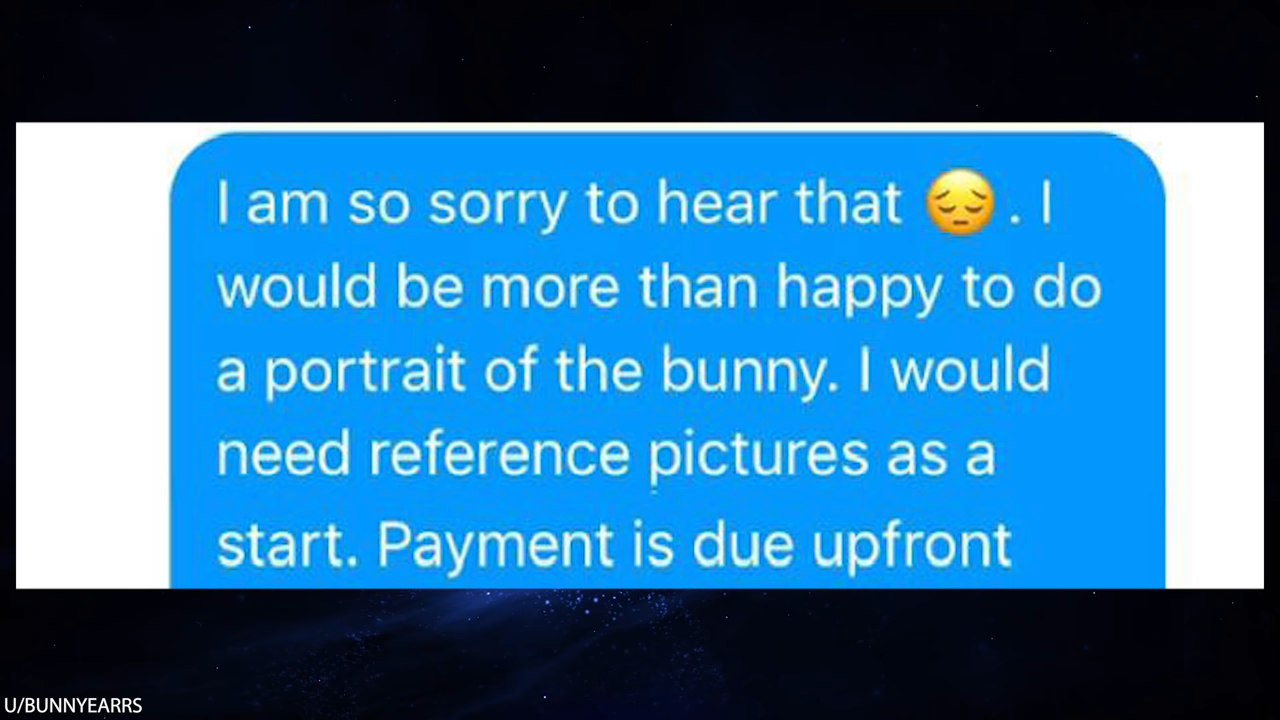 I am so sorry to hear that 😔 . I
would be more than happy to do
a portrait of the bunny. I would
need reference pictures as a
start. Payment is due upfront
U/BUNNYEARRS